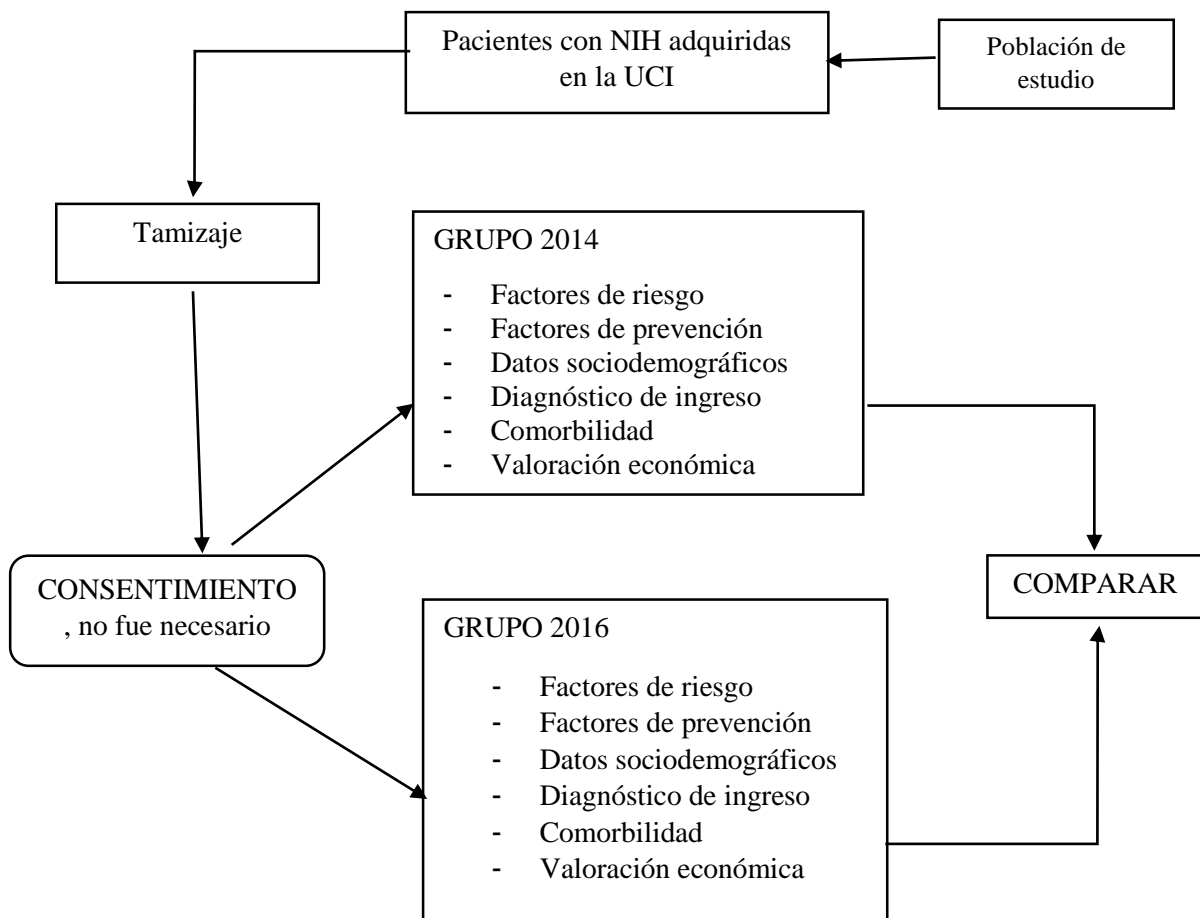 Pacientes con NIH adquiridas
en la UCI
Población de
estudio
Tamizaje
GRUPO 2014
- Factores de riesgo
- Factores de prevención
- Datos sociodemográficos
- Diagnóstico de ingreso
- Comorbilidad
- Valoración económica
CONSENTIMIENTO
, no fue necesario
COMPARAR
GRUPO 2016
- Factores de riesgo
- Factores de prevención
- Datos sociodemográficos
- Diagnóstico de ingreso
- Comorbilidad
- Valoración económica